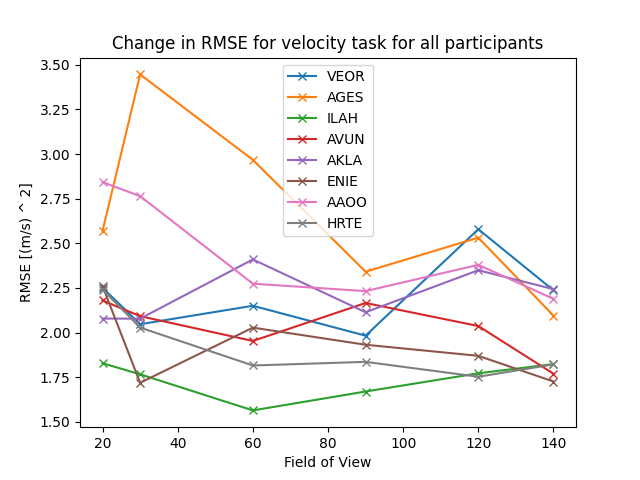 Change in RMSE for velocity task for all participants
3.50
3.25
3.00
2.75
2.50
2.25
2.00
1.75
1.50
RMSE [(m/s) ^ 2]
VEOR
AGES
ILAH
AVUN
AKLA
ENIE
AAOO
HRTE
20 40 60 80 100 120 140
Field of View